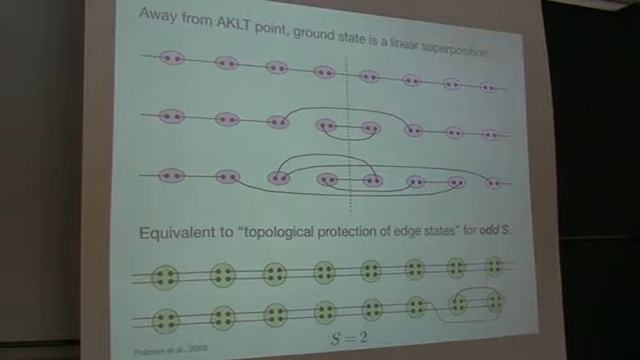 Away from AKLT point, ground state is a linear superposition:
Equivalent to "topological protection of edge states" for odd S.
S = 2
Pollman et al., 2009